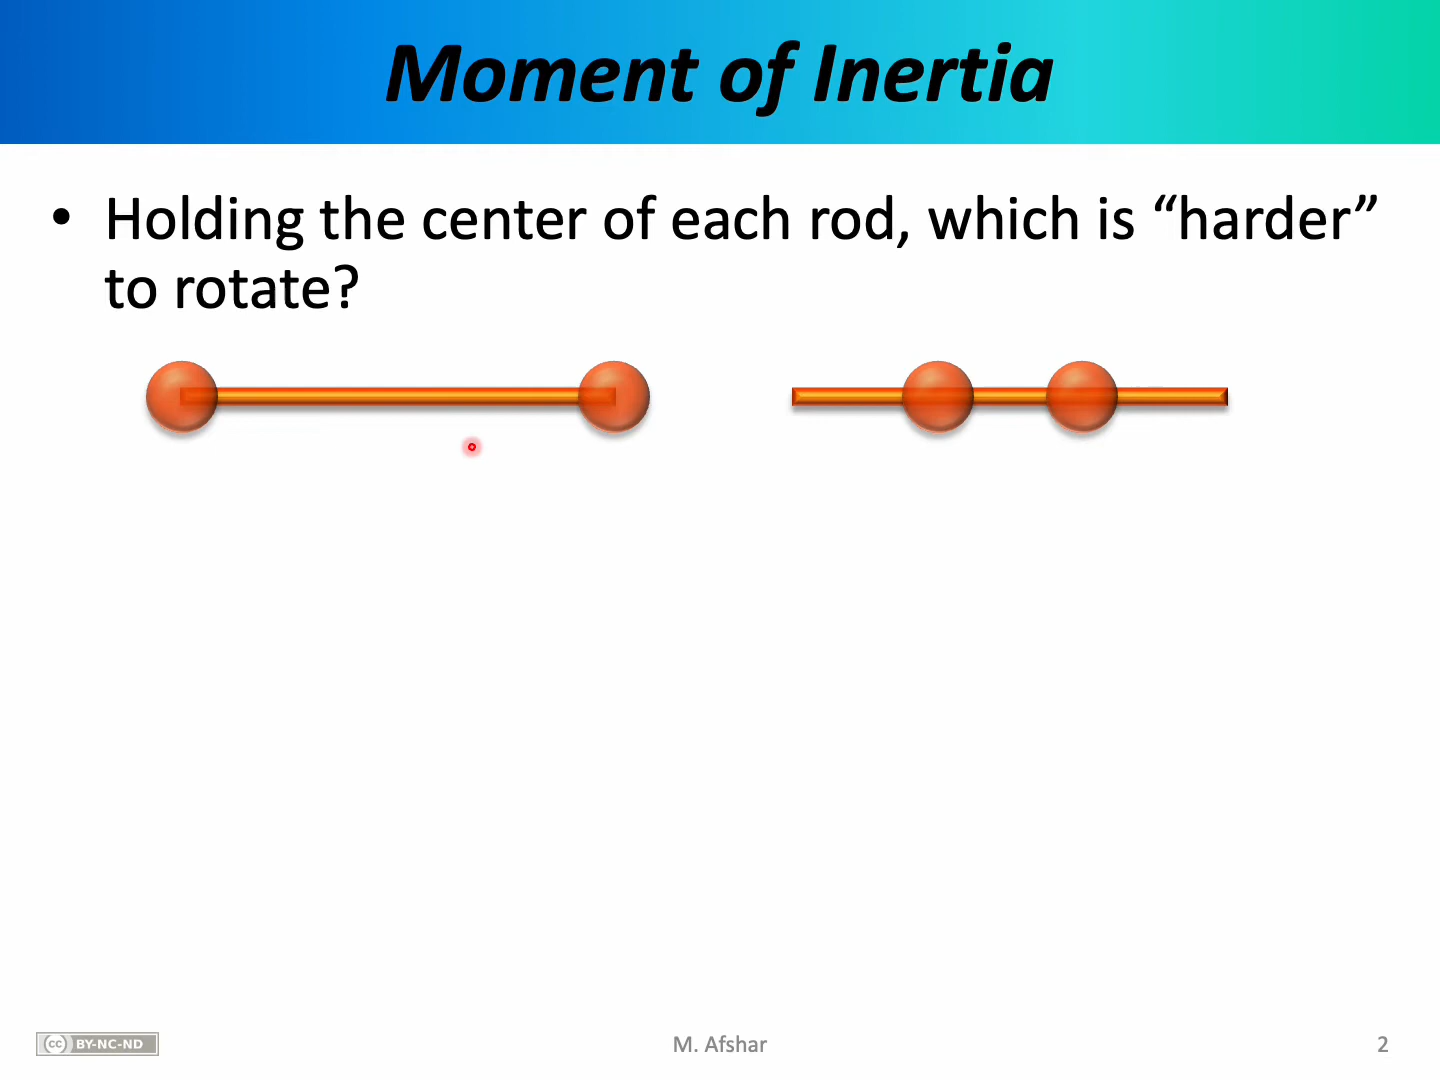 Moment of Inertia
• Holding the center of each rod, which is “harder”
to rotate?
cc BY-NC-ND
M. Afshar
2